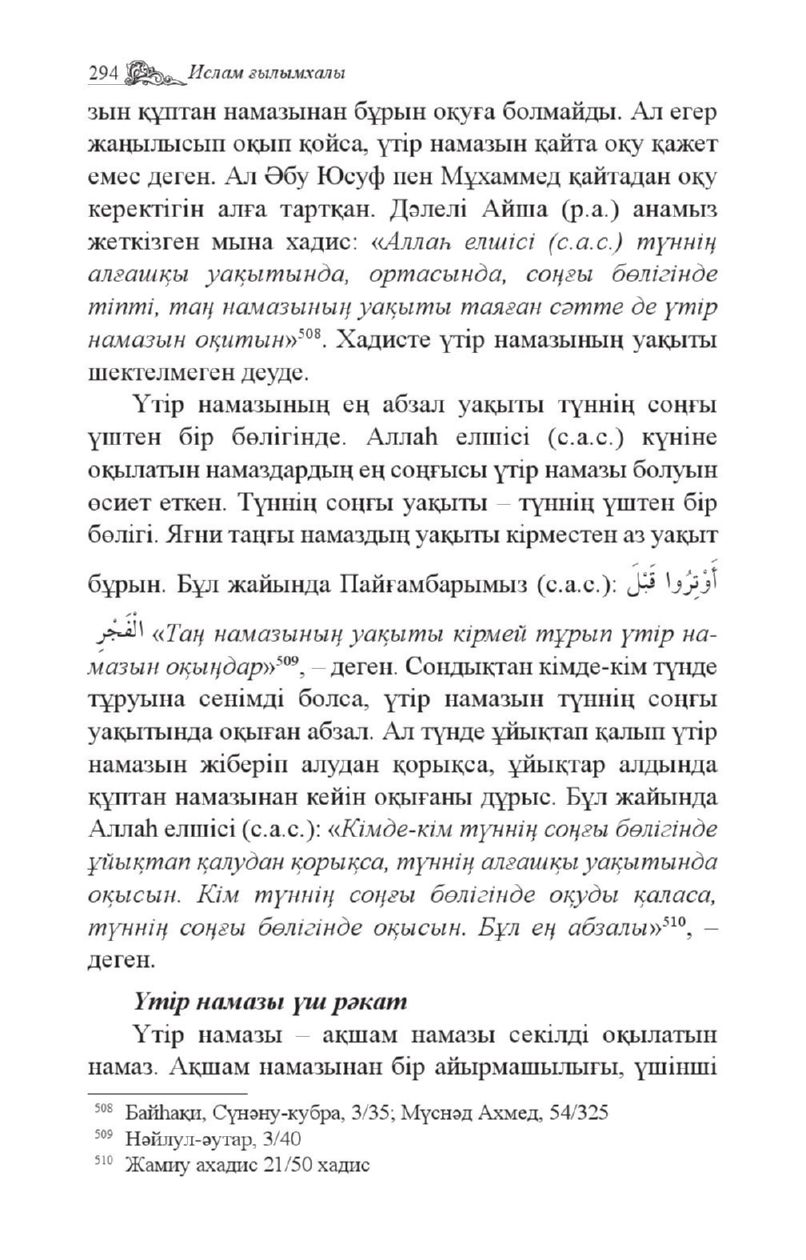 294 Ислам ғылымхалы
зын құптан намазынан бұрын оқуға болмайды. Ал егер
жаңылысып оқып қойса, үтір намазын қайта оқу қажет
емес деген. Ал Әбу Юсуф пен Мұхаммед қайтадан оқу
керектігін алға тартқан. Дәлелі Айша (р.а.) анамыз
жеткізген мына хадис: «Аллаһ елшісі (с.а.с.) түннің
алғашқы уақытында, ортасында, соңғы бөлігінде
тіпті, таң намазының уақыты таяған сәтте де үтір
намазын оқитын»⁵⁰⁸. Хадисте үтір намазының уақыты
шектелмеген деуде.
Үтір намазының ең абзал уақыты түннің соңғы
үштен бір бөлігінде. Аллаһ елшісі (с.а.с.) күніне
оқылатын намаздардың ең соңғысы үтір намазы болуын
өсиет еткен. Түннің соңғы уақыты – түннің үштен бір
бөлігі. Яғни таңғы намаздың уақыты кірместен аз уақыт
бұрын. Бұл жайында Пайғамбарымыз (с.а.с.): أَوْتِرُوا قَبْلَ
الْفَجْرِ «Таң намазының уақыты кірмей тұрып үтір на-
мазын оқыңдар»⁵⁰⁹, – деген. Сондықтан кімде-кім түнде
тұруына сенімді болса, үтір намазын түннің соңғы
уақытында оқыған абзал. Ал түнде ұйықтап қалып үтір
намазын жіберіп алудан қорықса, ұйықтар алдында
құптан намазынан кейін оқығаны дұрыс. Бұл жайында
Аллаһ елшісі (с.а.с.): «Кімде-кім түннің соңғы бөлігінде
ұйықтап қалудан қорықса, түннің алғашқы уақытында
оқысын. Кім түннің соңғы бөлігінде оқуды қаласа,
түннің соңғы бөлігінде оқысын. Бұл ең абзалы»⁵¹⁰, –
деген.
Үтір намазы үш рәкат
Үтір намазы – ақшам намазы секілді оқылатын
намаз. Ақшам намазынан бір айырмашылығы, үшінші
⁵⁰⁸ Байһақи, Сүнәну-кубра, 3/35; Мүснәд Ахмед, 54/325
⁵⁰⁹ Нәйлул-әутар, 3/40
⁵¹⁰ Жамиу ахадис 21/50 хадис